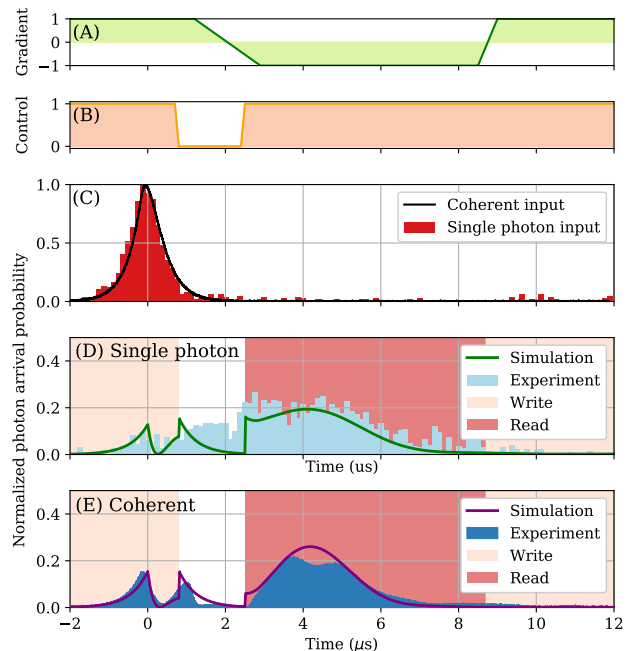 Gradient
1
0
−1
(A)
Control
1
0
(B)
Normalized photon arrival probability
1.0
0.5
0.0
(C)
Coherent input
Single photon input
0.4
0.2
0.0
(D) Single photon
Simulation
Experiment
Write
Read
Time (us)
0.4
0.2
0.0
(E) Coherent
Simulation
Experiment
Write
Read
−2 0 2 4 6 8 10 12
Time (μs)